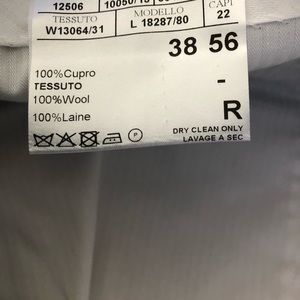 12506
TESSUTO MODELLO CAPI
W13064/31 L 18287/80 22
38 56
100%Cupro -
TESSUTO
100%Wool R
100%Laine
P
DRY CLEAN ONLY
LAVAGE A SEC